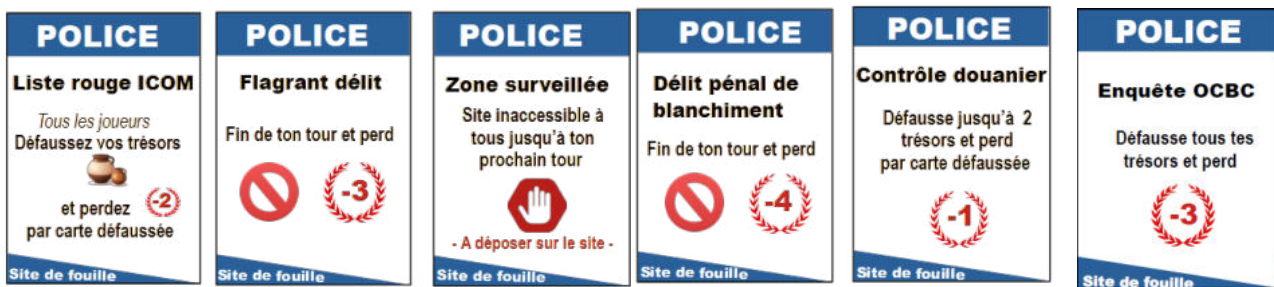 POLICE
Liste rouge ICOM
Tous les joueurs
Défaussez vos trésors
et perdez -2
par carte défaussée
Site de fouille
POLICE
Flagrant délit
Fin de ton tour et perd
-3
Site de fouille
POLICE
Zone surveillée
Site inaccessible à
tous jusqu'à ton
prochain tour
- A déposer sur le site -
Site de fouille
POLICE
Délit pénal de
blanchiment
Fin de ton tour et perd
-4
Site de fouille
POLICE
Contrôle douanier
Défausse jusqu'à 2
trésors et perd
par carte défaussée
-1
Site de fouille
POLICE
Enquête OCBC
Défausse tous tes
trésors et perd
-3
Site de fouille